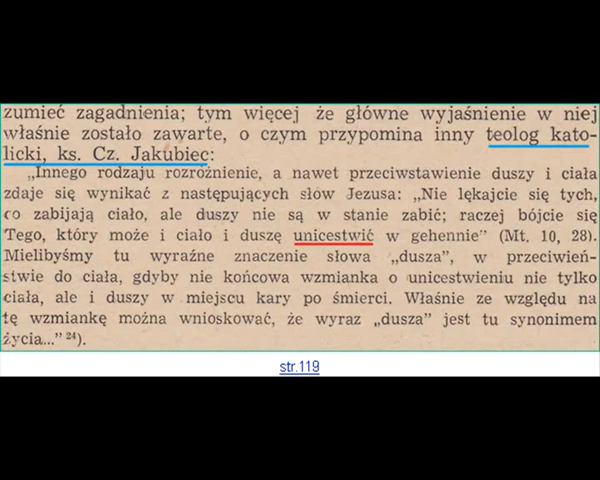 zumieć zagadnienia; tym więcej że główne wyjaśnienie w niej
właśnie zostało zawarte, o czym przypomina inny teolog kato-
licki, ks. Cz. Jakubiec:
„Innego rodzaju rozróżnienie, a nawet przeciwstawienie duszy i ciała
zdaje się wynikać z następujących słów Jezusa: „Nie lękajcie się tych,
co zabijają ciało, ale duszy nie są w stanie zabić; raczej bójcie się
Tego, który może i ciało i duszę unicestwić w gehennie” (Mt. 10, 28).
Mielibyśmy tu wyraźne znaczenie słowa „dusza”, w przeciwień-
stwie do ciała, gdyby nie końcowa wzmianka o unicestwieniu nie tylko
ciała, ale i duszy w miejscu kary po śmierci. Właśnie ze względu na
tę wzmiankę można wnioskować, że wyraz „dusza” jest tu synonimem
życia...” ²⁴).
str.119